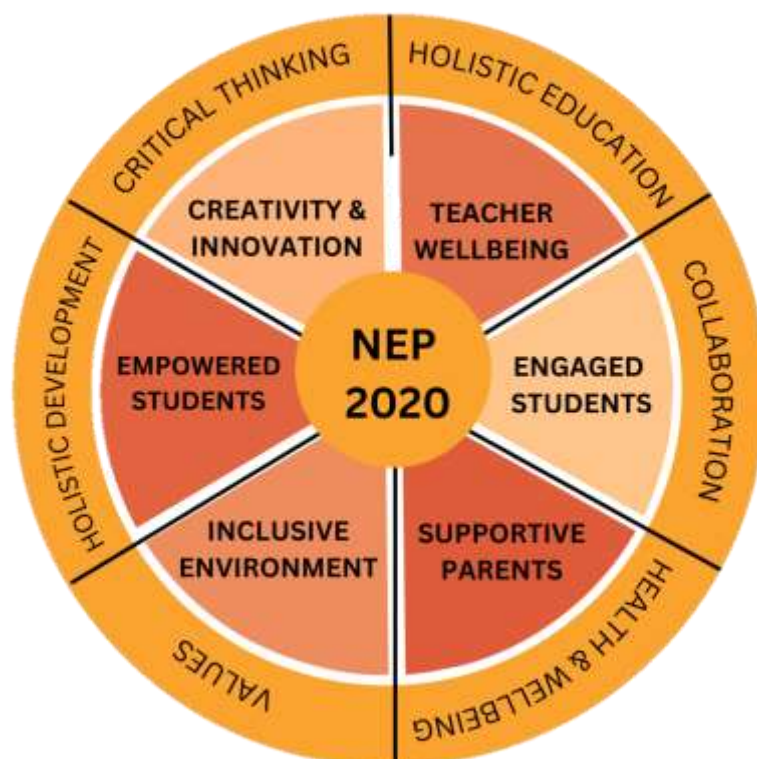 CRITICAL THINKING
HOLISTIC EDUCATION
COLLABORATION
HEALTH & WELLBEING
VALUES
HOLISTIC DEVELOPMENT
CREATIVITY &
INNOVATION
TEACHER
WELLBEING
EMPOWERED
STUDENTS
NEP
2020
ENGAGED
STUDENTS
INCLUSIVE
ENVIRONMENT
SUPPORTIVE
PARENTS